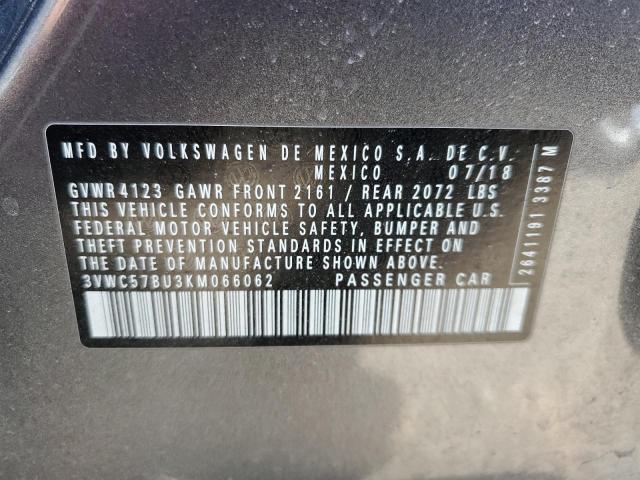 MFD BY VOLKSWAGEN DE MEXICO S.A. DE C.V.
MEXICO 07/18
GVWR 4123 GAWR FRONT 2161 / REAR 2072 LBS
THIS VEHICLE CONFORMS TO ALL APPLICABLE U.S.
FEDERAL MOTOR VEHICLE SAFETY, BUMPER AND
THEFT PREVENTION STANDARDS IN EFFECT ON
THE DATE OF MANUFACTURE SHOWN ABOVE
3VWC57BU3KM066062 PASSENGER CAR
26411191 3387 M